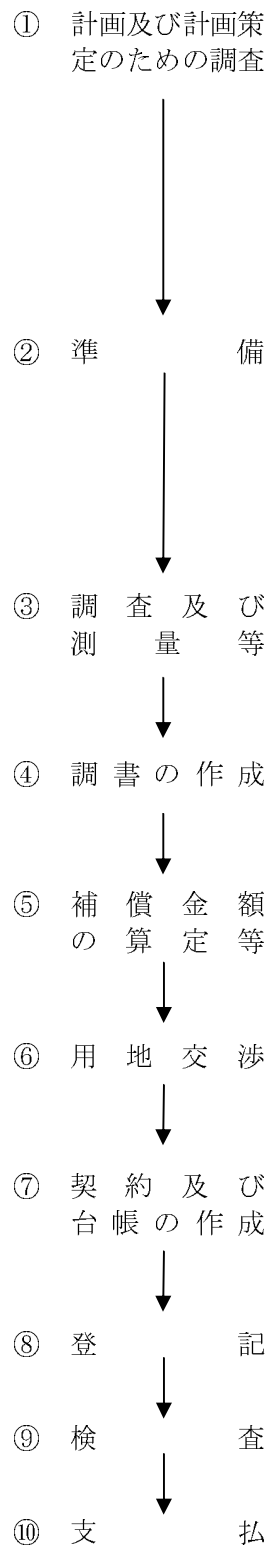 ① 計画及び計画策
定のための調査
② 準備
③ 調査及び
測量等
④ 調書の作成
⑤ 補償金額
の算定等
⑥ 用地交渉
⑦ 契約及び
台帳の作成
⑧ 登記
⑨ 検査
⑩ 支払